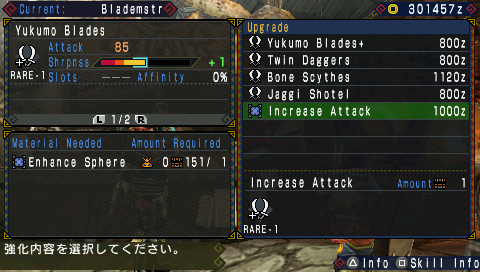 Current: Blademstr
301457z
Yukumo Blades
Attack 85
Shrpnss +1
RARE-1 Slots --- Affinity 0%
L 1/2 R
Material Needed Amount Required
Enhance Sphere 0 151/ 1
強化内容を選択してください。
Upgrade
Yukumo Blades+ 800z
Twin Daggers 800z
Bone Scythes 1120z
Jaggi Shotel 800z
Increase Attack 1000z
Increase Attack Amount 1
RARE-1
Info Skill Info